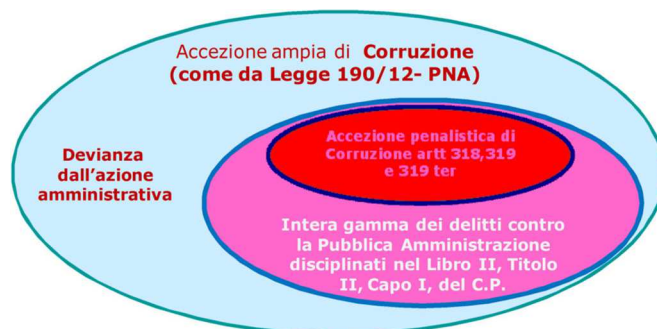 Accezione ampia di Corruzione
(come da Legge 190/12- PNA)
Devianza
dall'azione
amministrativa
Accezione penalistica di
Corruzione artt 318,319
e 319 ter
Intera gamma dei delitti contro
la Pubblica Amministrazione
disciplinati nel Libro II, Titolo
II, Capo I, del C.P.